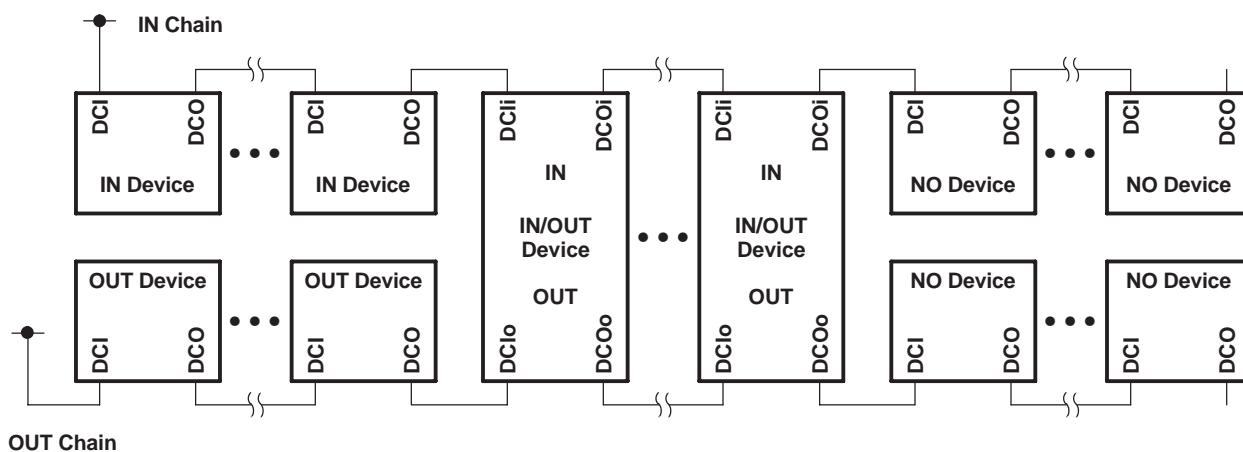 IN Chain
DCI
DCO
DCI
DCO
DCIi
DCOi
DCIi
DCOi
DCI
DCO
DCI
DCO
IN Device
IN Device
IN
IN/OUT
Device
OUT
IN
IN/OUT
Device
OUT
NO Device
NO Device
OUT Device
OUT Device
NO Device
NO Device
DCI
DCO
DCI
DCO
DCIo
DCOo
DCIo
DCOo
DCI
DCO
DCI
DCO
OUT Chain